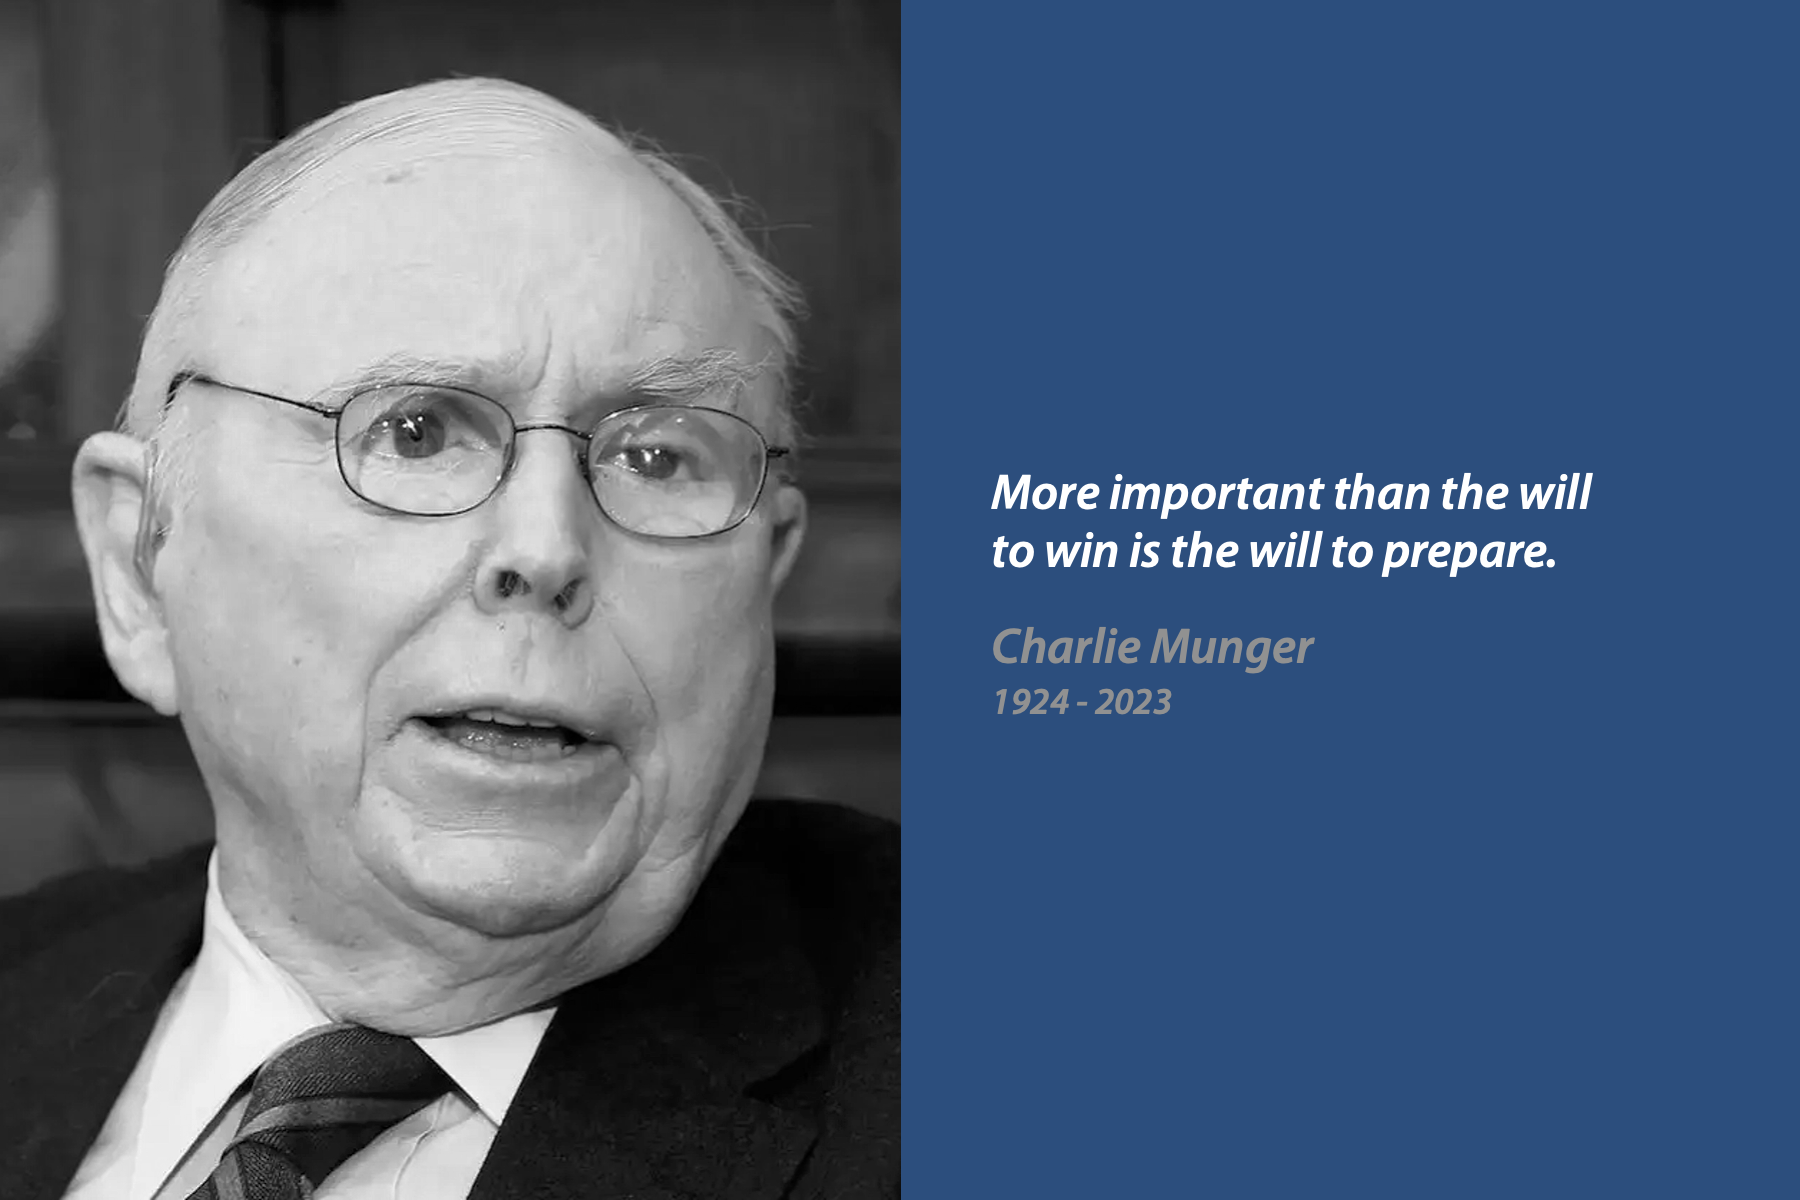 More important than the will
to win is the will to prepare.
Charlie Munger
1924 - 2023